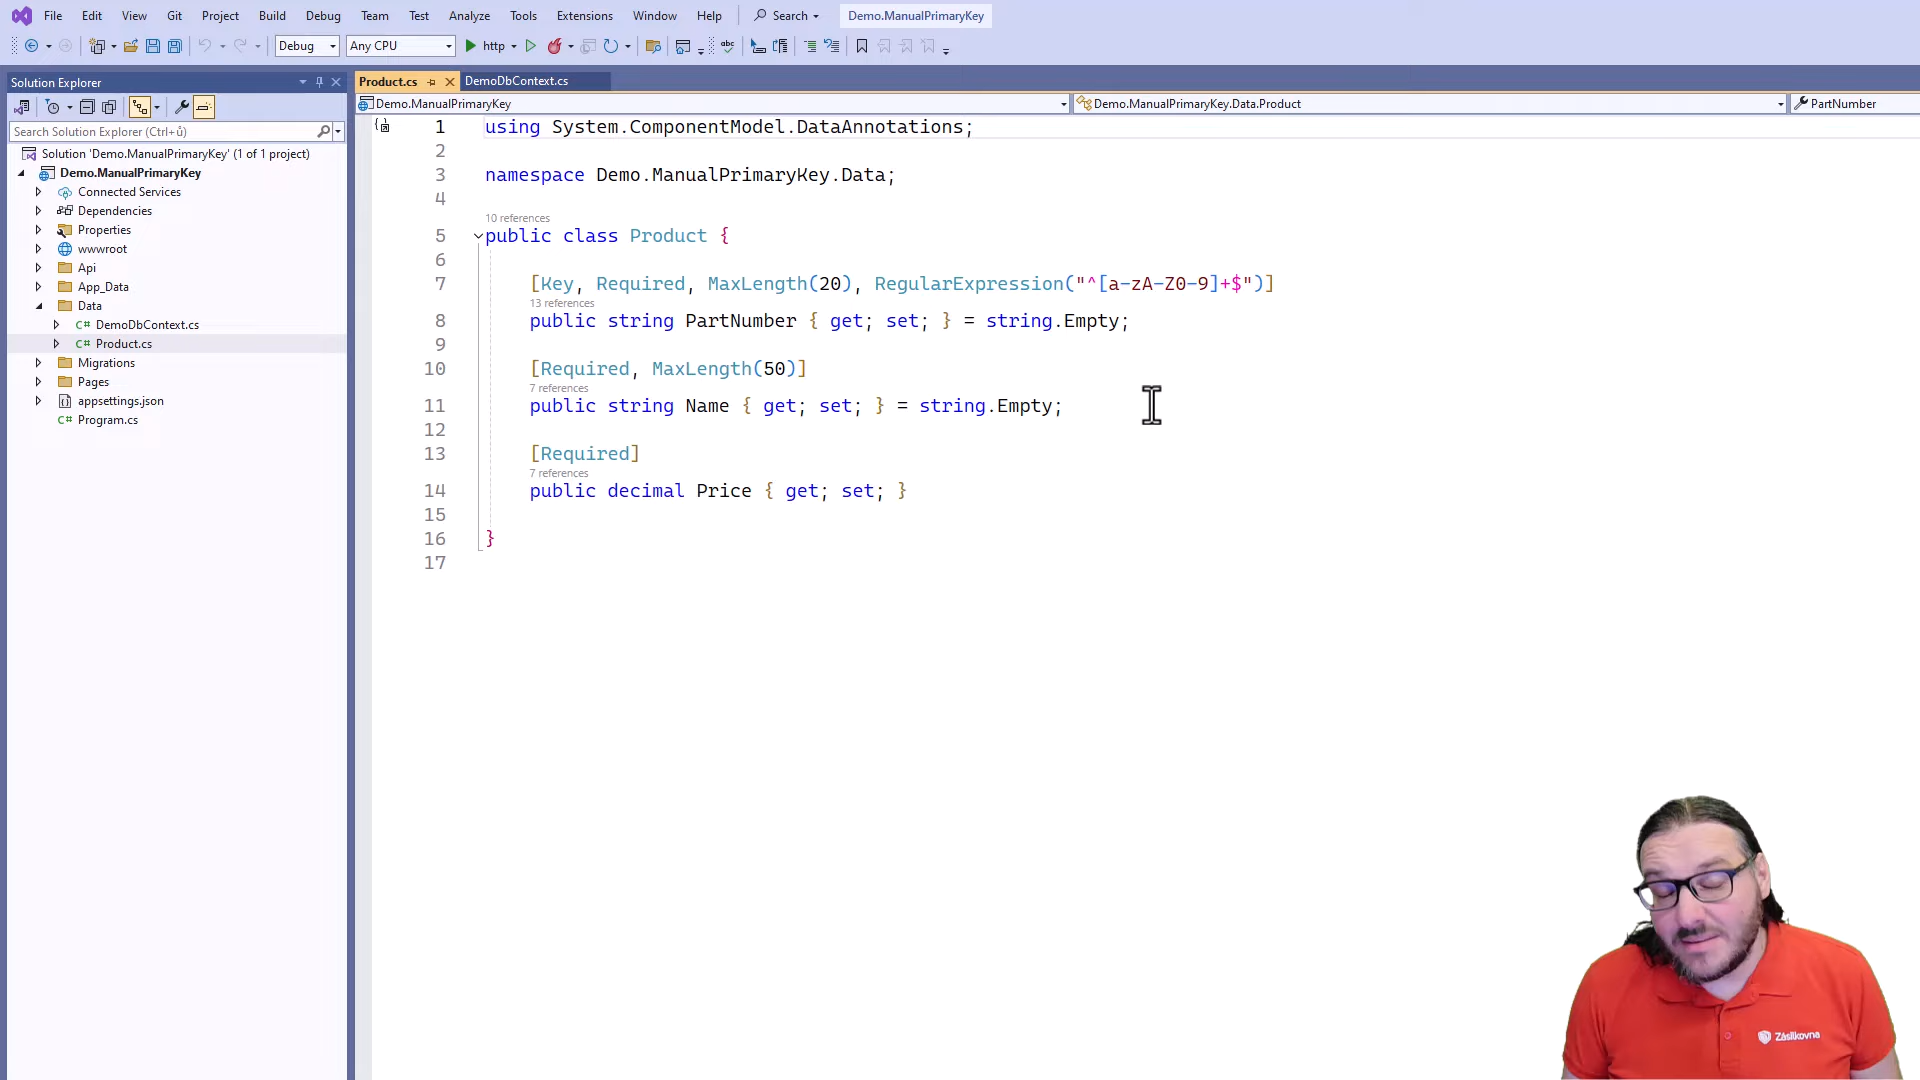 File Edit View Git Project Build Debug Team Test Analyze Tools Extensions Window Help Search Demo.ManualPrimaryKey
Debug Any CPU http
Solution Explorer
Search Solution Explorer (Ctrl+ů)
Solution 'Demo.ManualPrimaryKey' (1 of 1 project)
Demo.ManualPrimaryKey
Connected Services
Dependencies
Properties
wwwroot
Api
App_Data
Data
C# DemoDbContext.cs
C# Product.cs
Migrations
Pages
appsettings.json
C# Program.cs
Product.cs DemoDbContext.cs
Demo.ManualPrimaryKey Demo.ManualPrimaryKey.Data.Product PartNumber
1 using System.ComponentModel.DataAnnotations;
2
3 namespace Demo.ManualPrimaryKey.Data;
4
10 references
5 public class Product {
6
7 [Key, Required, MaxLength(20), RegularExpression("^[a-zA-Z0-9]+$")]
13 references
8 public string PartNumber { get; set; } = string.Empty;
9
10 [Required, MaxLength(50)]
7 references
11 public string Name { get; set; } = string.Empty;
12
13 [Required]
7 references
14 public decimal Price { get; set; }
15
16 }
17
Zásilkovna